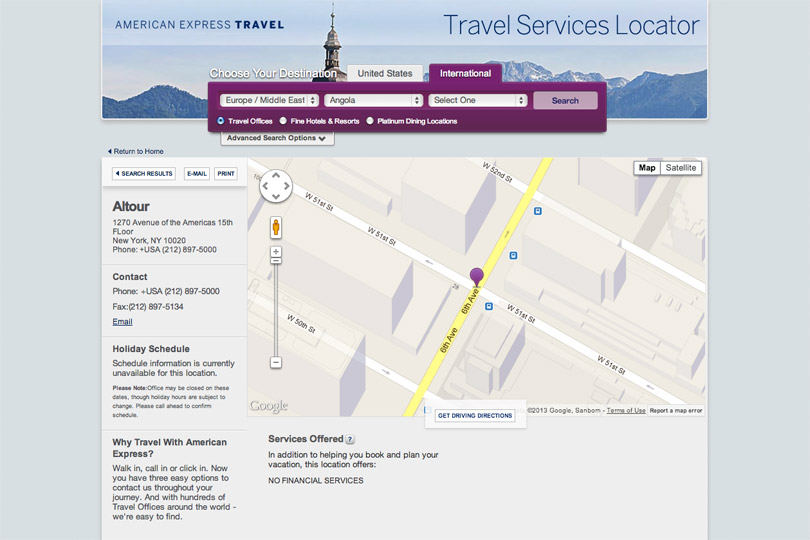 AMERICAN EXPRESS TRAVEL
Travel Services Locator
Choose Your Destination
United States
International
Europe / Middle East
Angola
Select One
Search
Travel Offices
Fine Hotels & Resorts
Platinum Dining Locations
Advanced Search Options
Return to Home
SEARCH RESULTS
E-MAIL
PRINT
Altour
1270 Avenue of the Americas 15th
FLoor
New York, NY 10020
Phone: +USA (212) 897-5000
Contact
Phone: +USA (212) 897-5000
Fax:(212) 897-5134
Email
Holiday Schedule
Schedule information is currently
unavailable for this location.
Please Note:Office may be closed on these
dates, though holiday hours are subject to
change. Please call ahead to confirm
schedule.
Why Travel With American
Express?
Walk in, call in or click in. Now
you have three easy options to
contact us throughout your
journey. And with hundreds of
Travel Offices around the world -
we're easy to find.
Map
Satellite
W 52nd St
W 51st St
W 51st St
6th Ave
W 51st St
W 50th St
6th Ave
W 51st St
Google
©2013 Google, Sanborn - Terms of Use
Report a map error
GET DRIVING DIRECTIONS
Services Offered ?
In addition to helping you book and plan your
vacation, this location offers:
NO FINANCIAL SERVICES